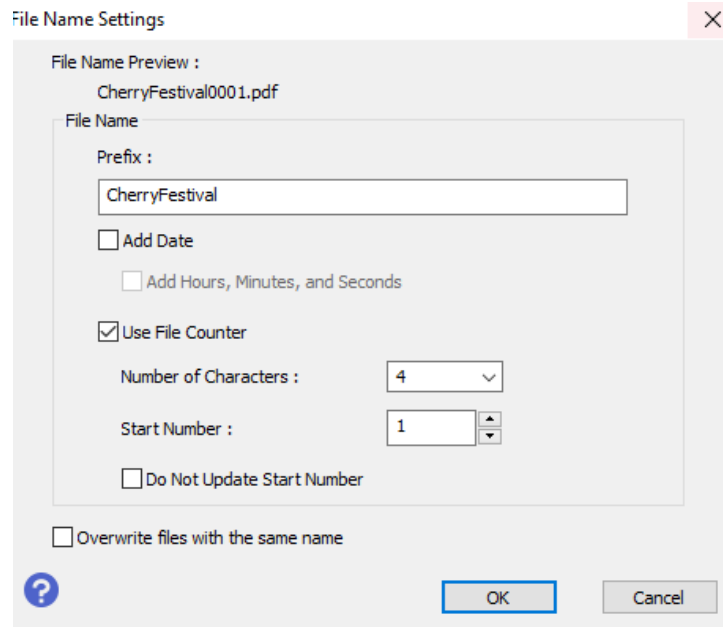 File Name Settings
File Name Preview :
CherryFestival0001.pdf
File Name
Prefix :
CherryFestival
Add Date
Add Hours, Minutes, and Seconds
Use File Counter
Number of Characters : 4
Start Number : 1
Do Not Update Start Number
Overwrite files with the same name
? OK Cancel